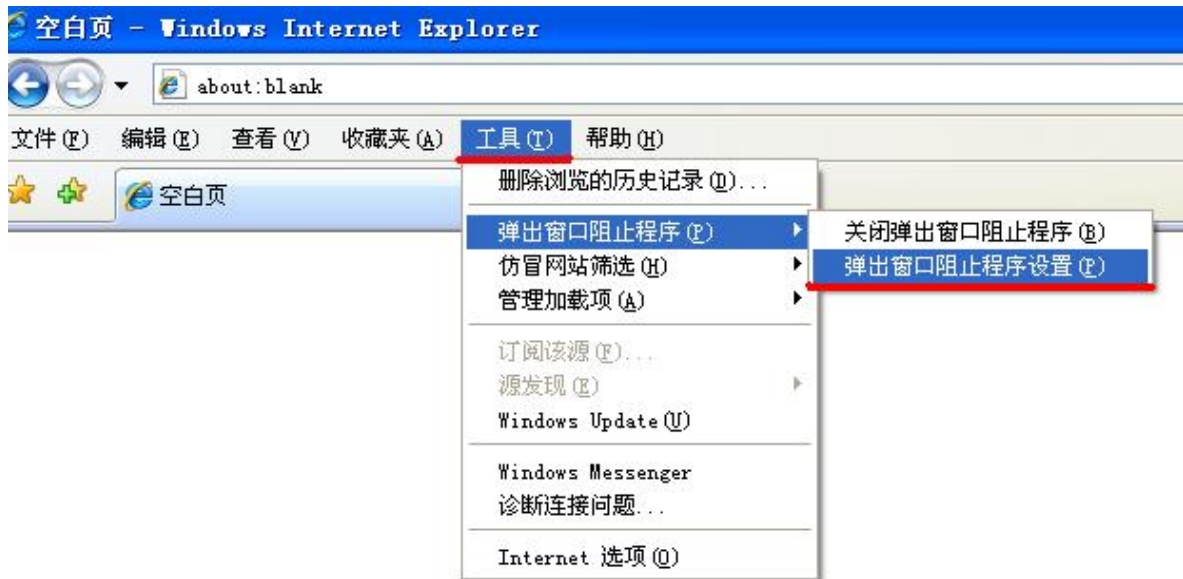 空白页 - Windows Internet Explorer
about:blank
文件(F) 编辑(E) 查看(V) 收藏夹(A) 工具(T) 帮助(H)
空白页
删除浏览的历史记录(D)...
弹出窗口阻止程序(P)
关闭弹出窗口阻止程序(B)
弹出窗口阻止程序设置(P)
仿冒网站筛选(H)
管理加载项(A)
订阅该源(F)...
源发现(E)
Windows Update(U)
Windows Messenger
诊断连接问题...
Internet 选项(O)